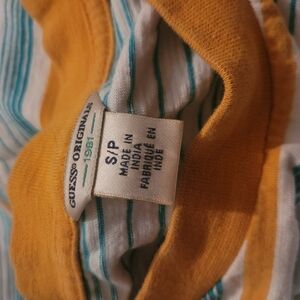 GUESS® ORIGINALS
1981
S/P
MADE IN
INDIA
FABRIQUÉ EN
INDE